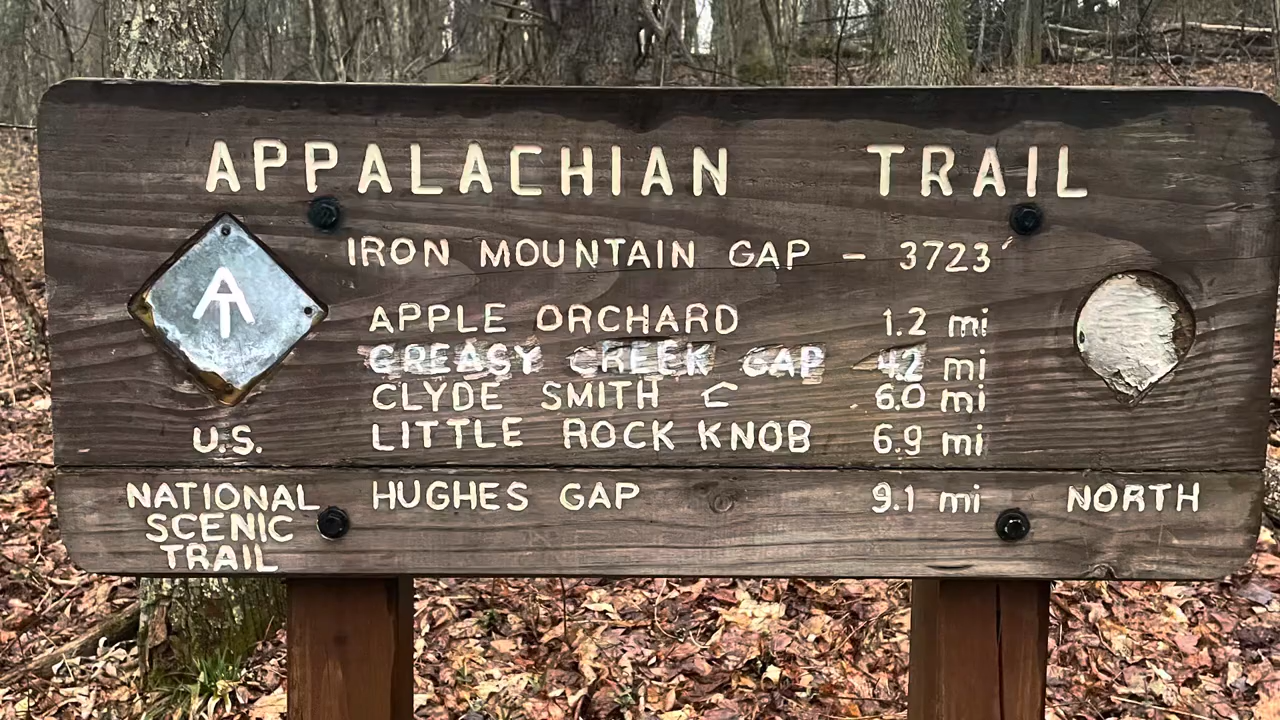 APPALACHIAN TRAIL
IRON MOUNTAIN GAP - 3723'
AT
APPLE ORCHARD 1.2 mi
GREASY CREEK GAP 4.2 mi
CLYDE SMITH C 6.0 mi
LITTLE ROCK KNOB 6.9 mi
U.S.
NATIONAL
SCENIC
TRAIL
HUGHES GAP 9.1 mi
NORTH